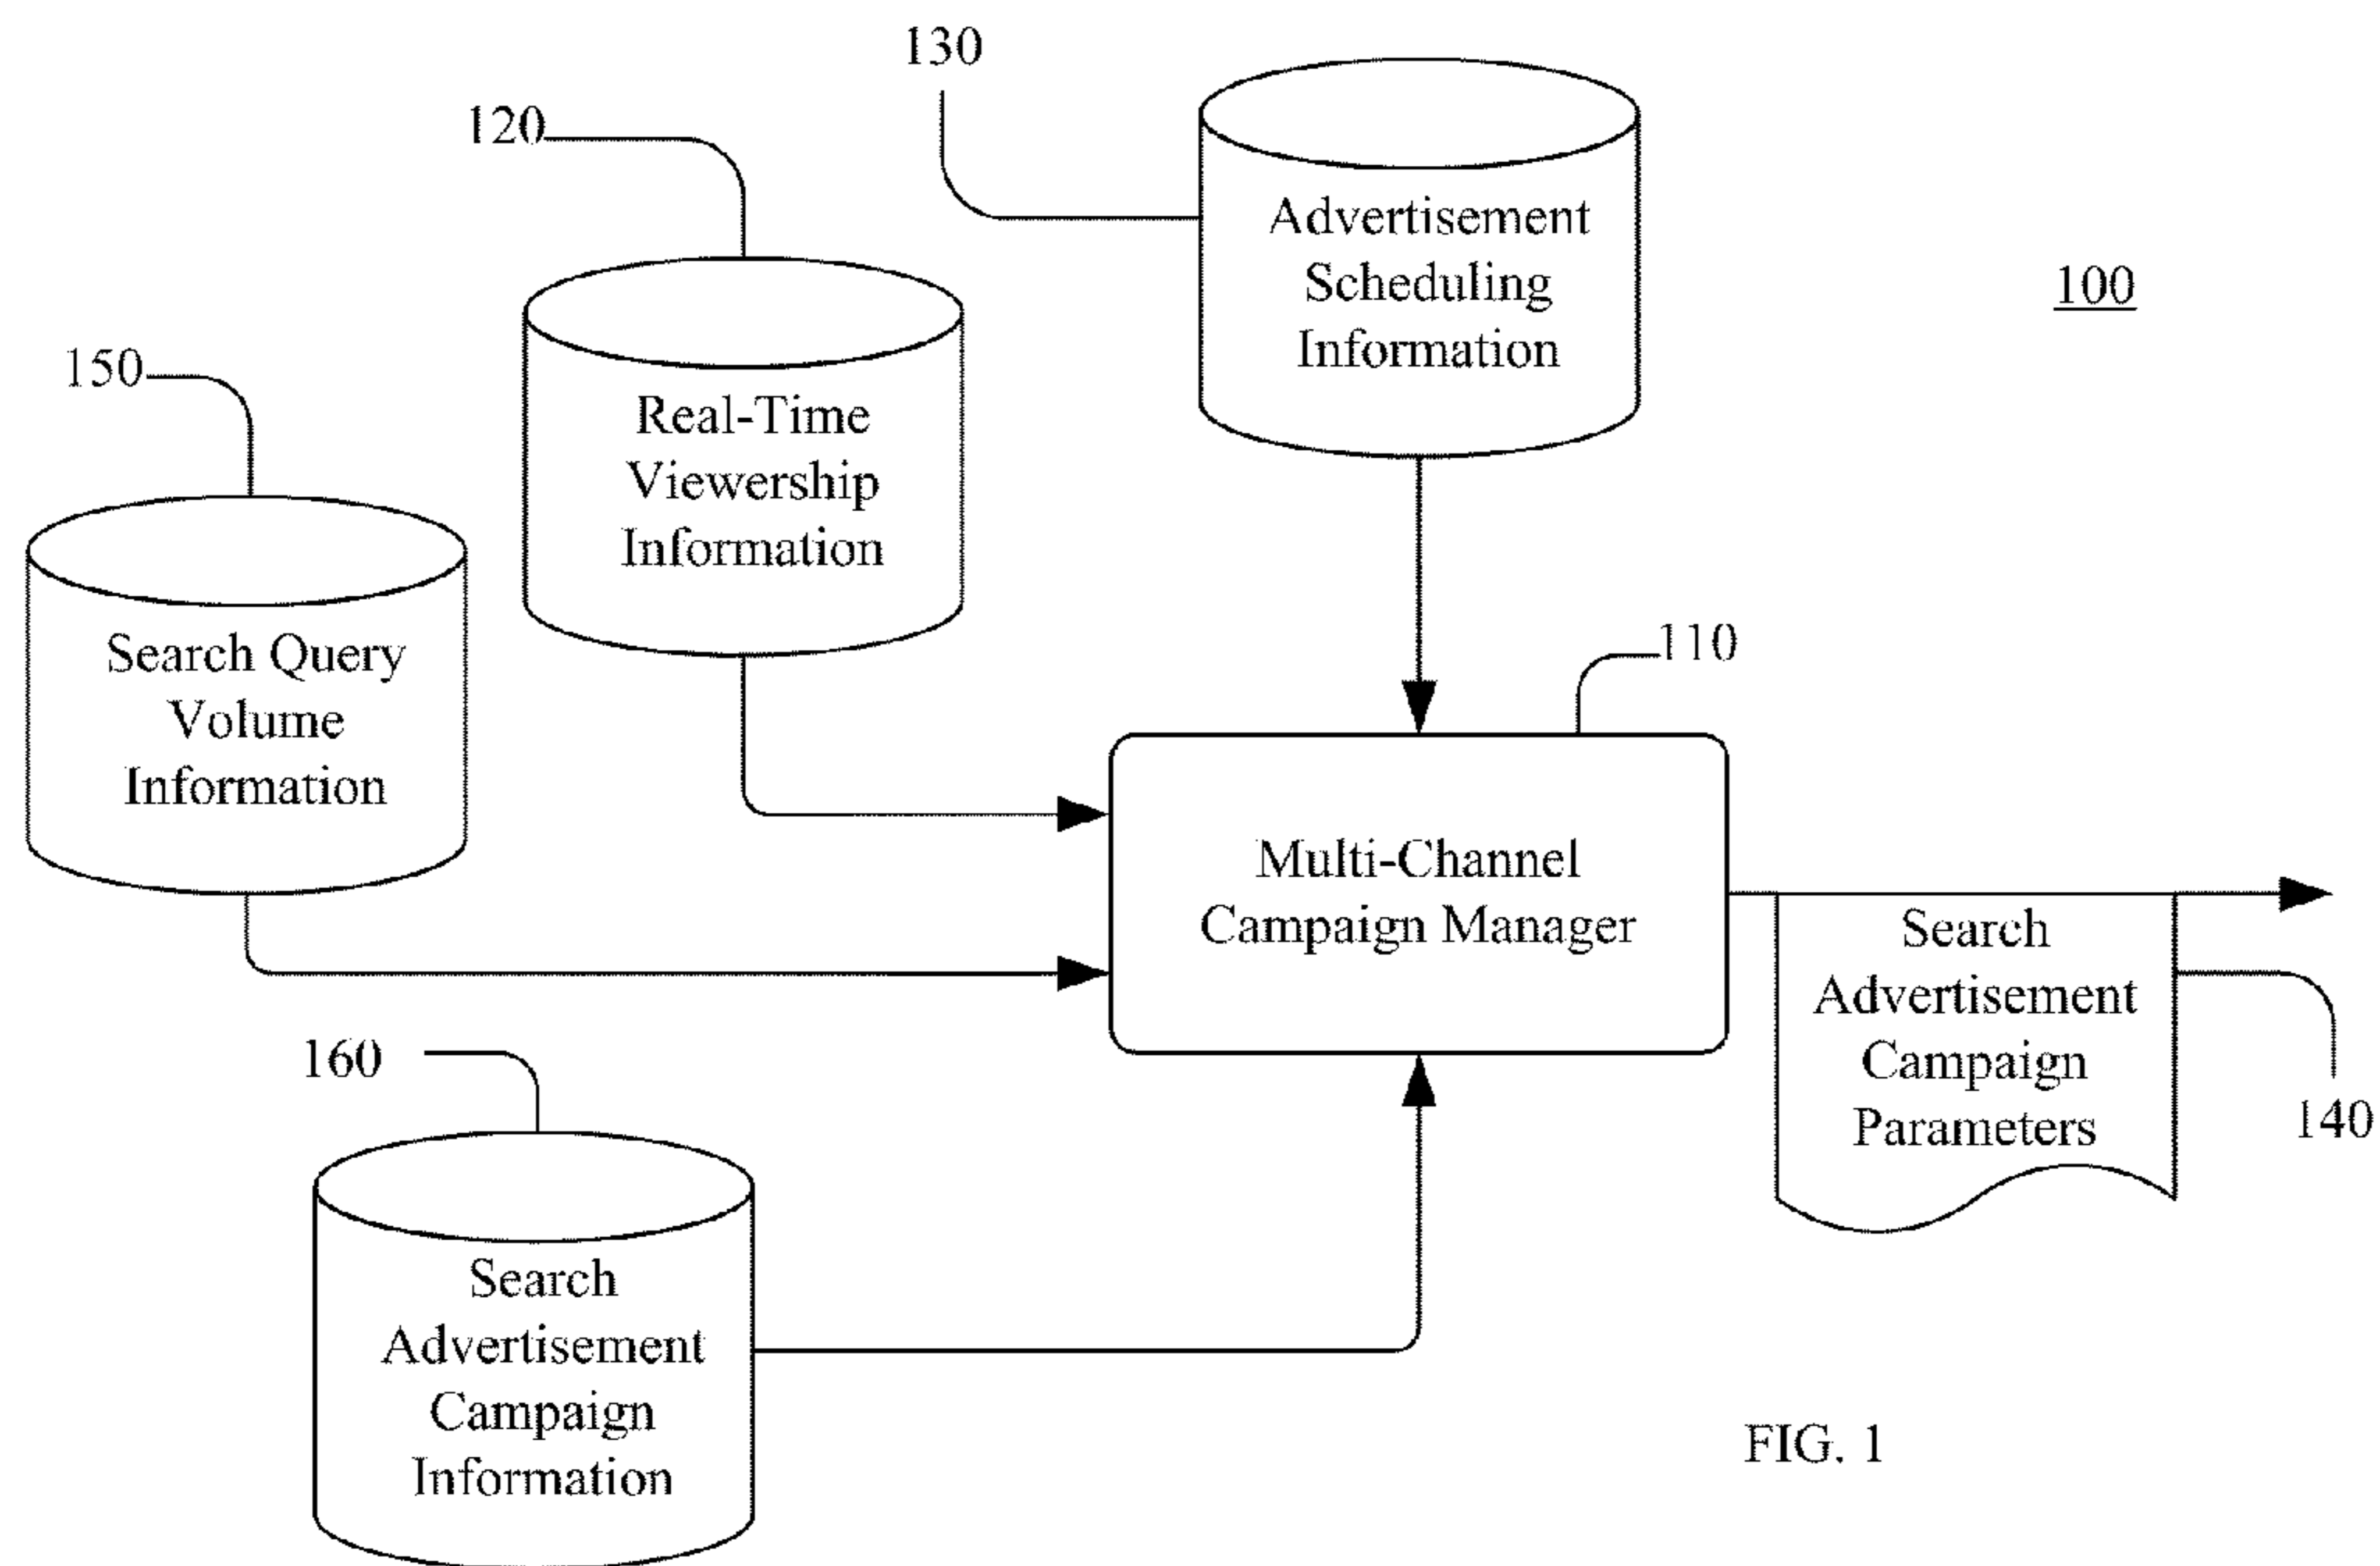 130
120
Advertisement
Scheduling
Information
100
150
Real-Time
Viewership
Information
Search Query
Volume
Information
110
Multi-Channel
Campaign Manager
Search
Advertisement
Campaign
Parameters
140
160
Search
Advertisement
Campaign
Information
FIG. 1